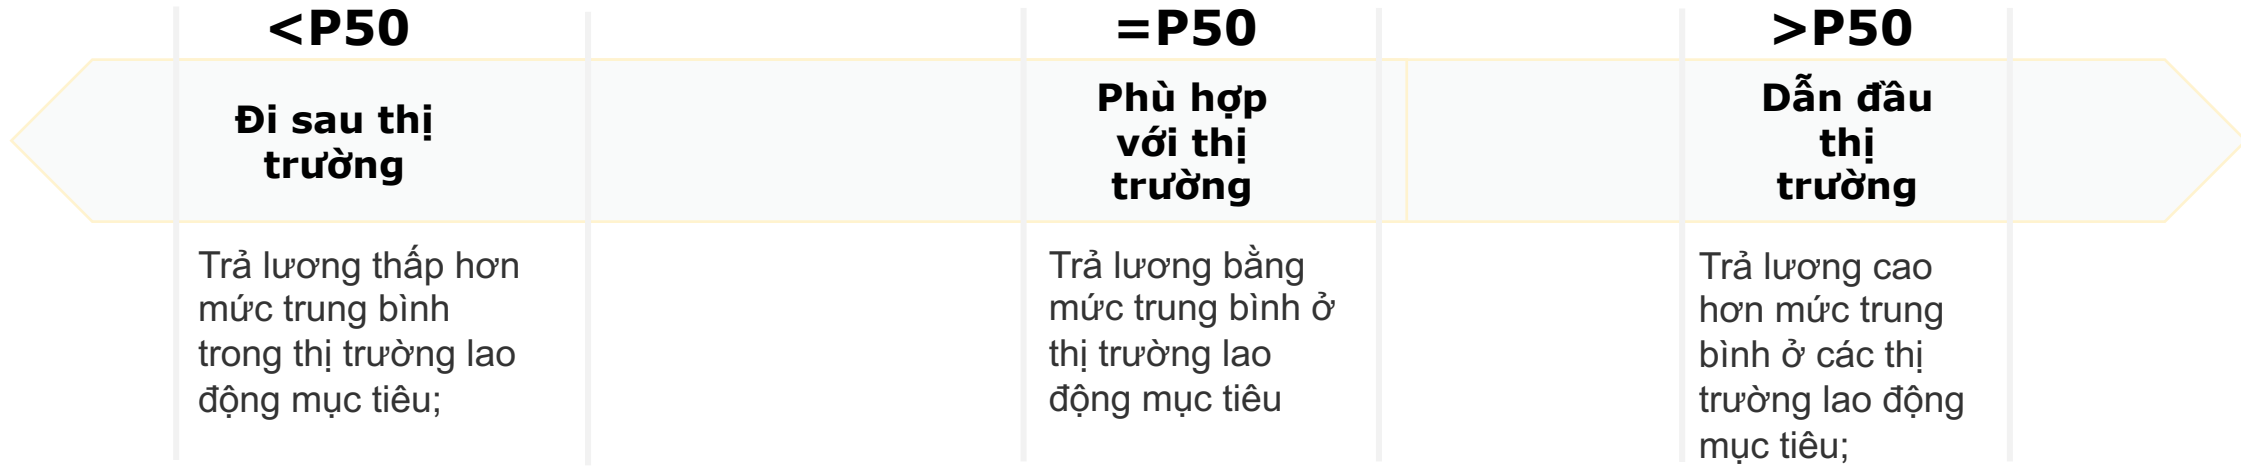 <P50
Đi sau thị
trường
Trả lương thấp hơn
mức trung bình
trong thị trường lao
động mục tiêu;
=P50
Phù hợp
với thị
trường
Trả lương bằng
mức trung bình ở
thị trường lao
động mục tiêu
>P50
Dẫn đầu
thị
trường
Trả lương cao
hơn mức trung
bình ở các thị
trường lao động
mục tiêu;